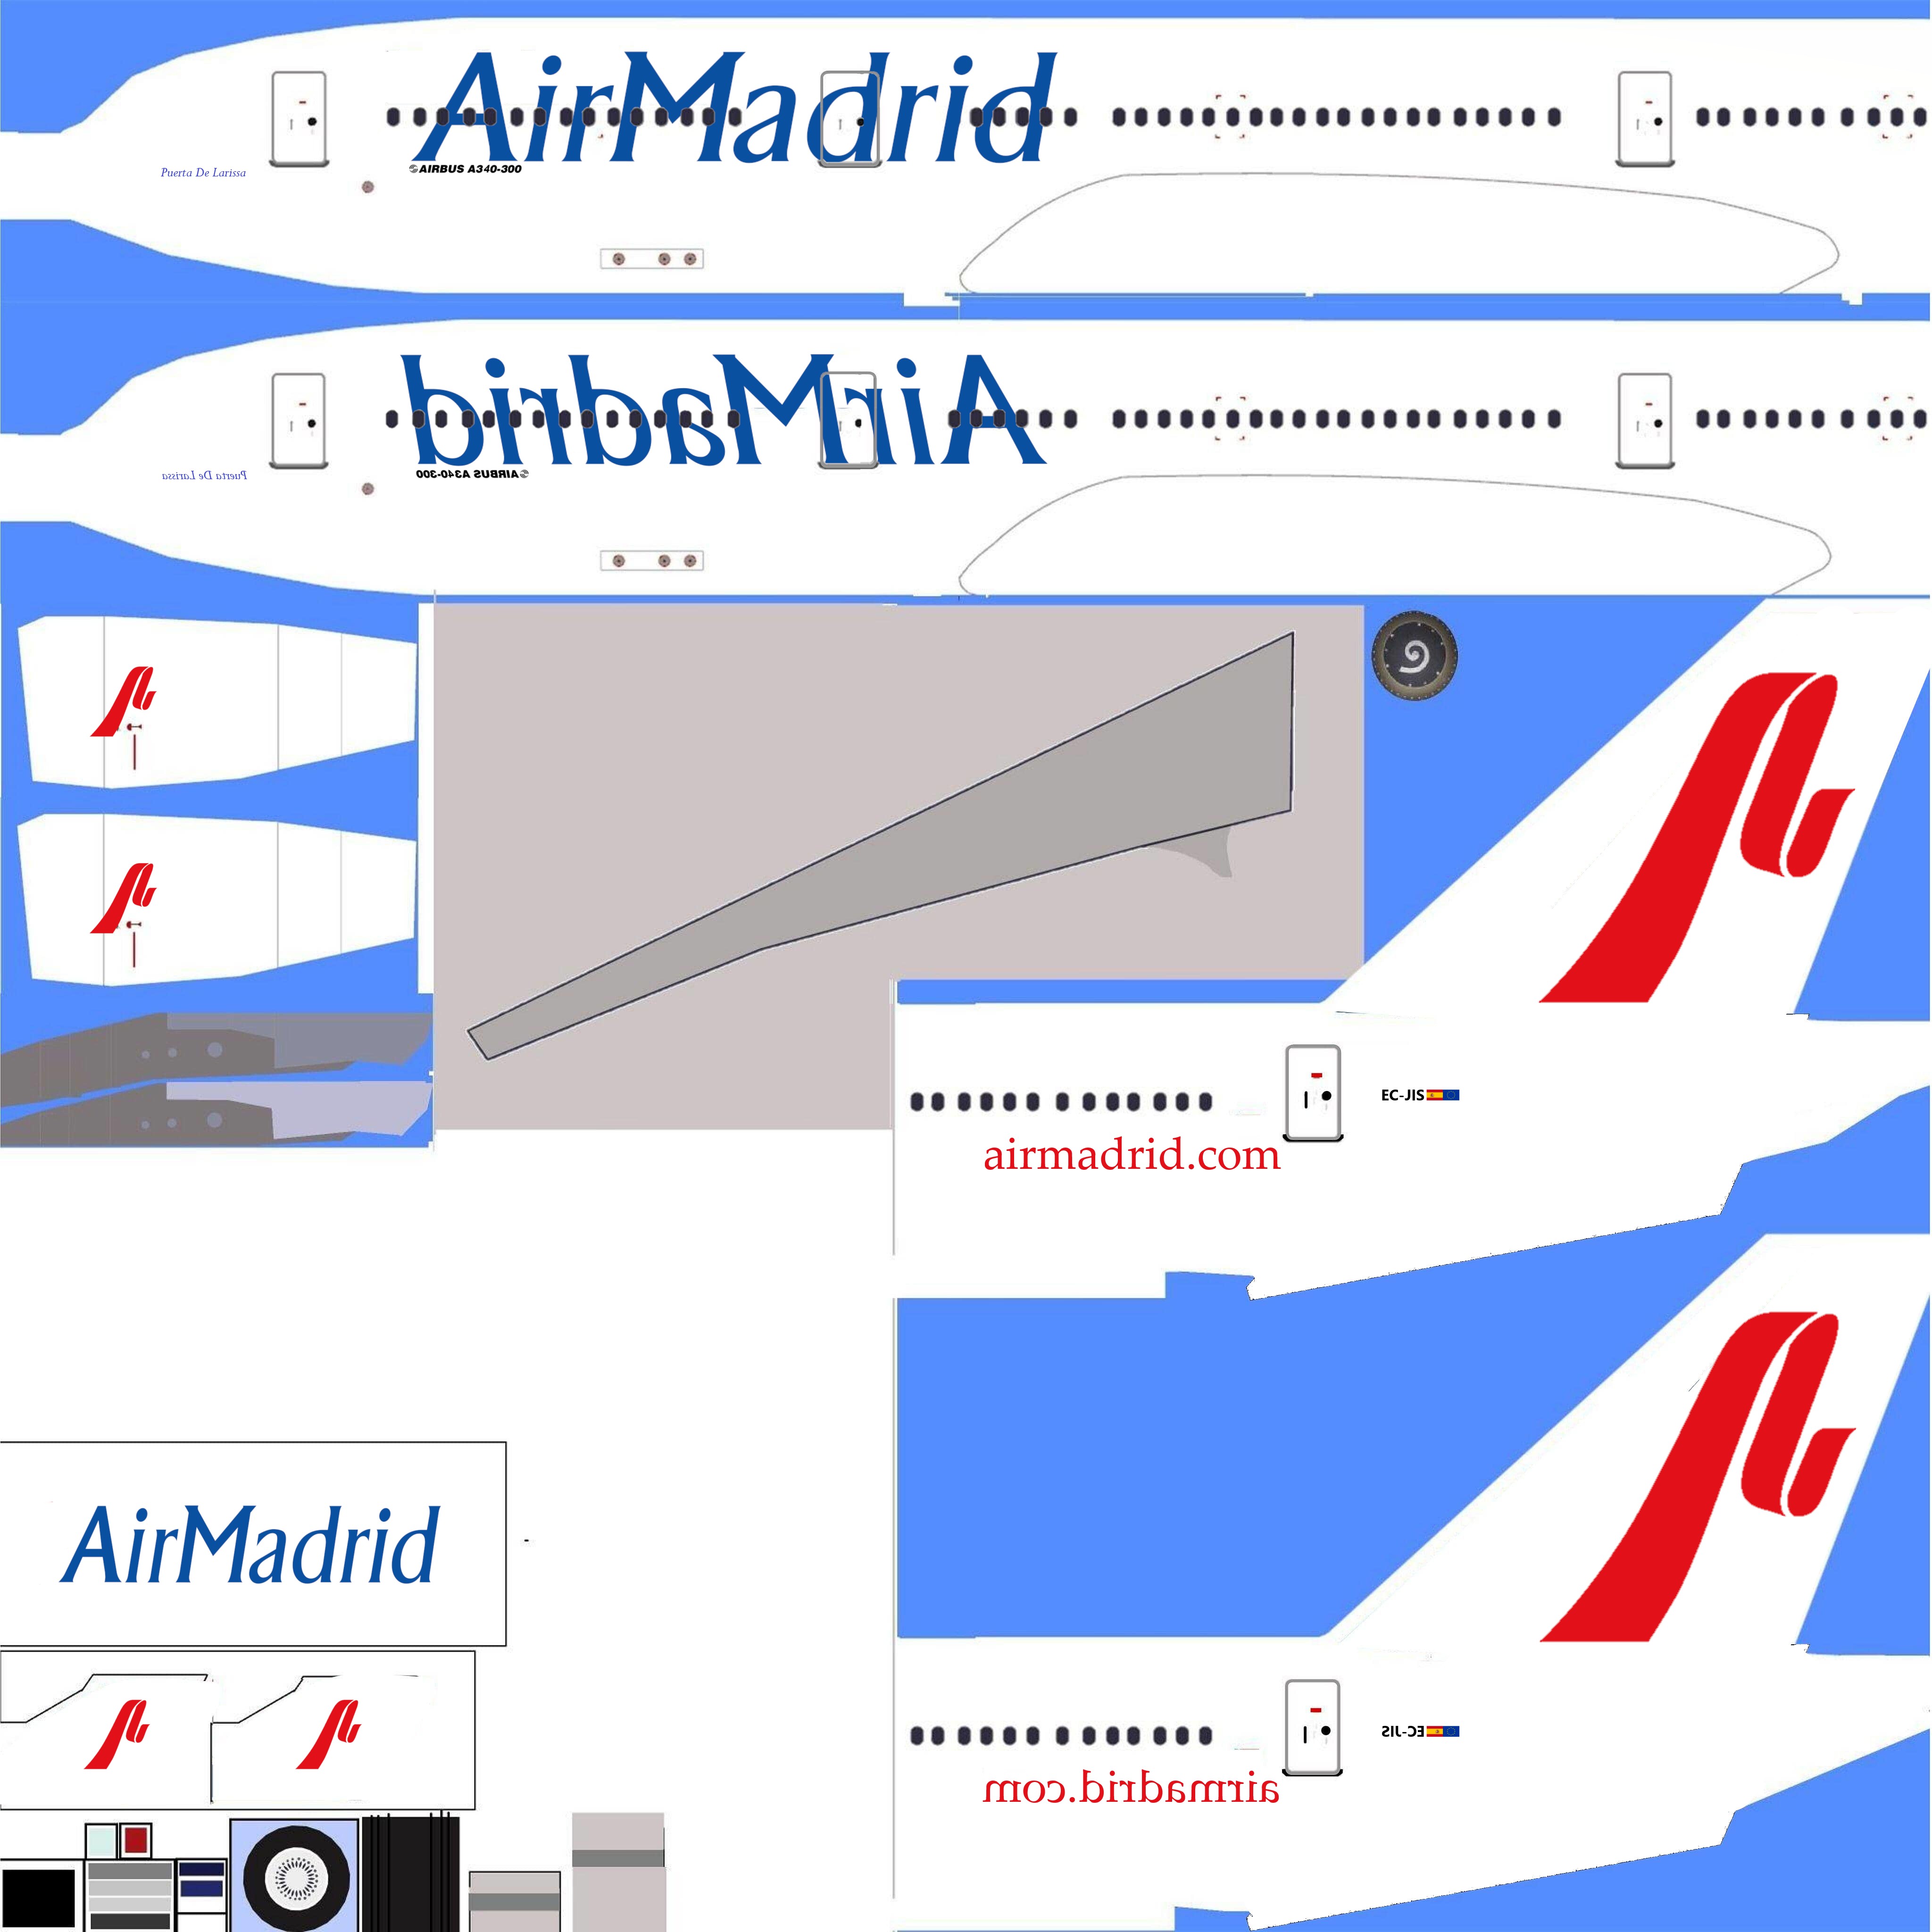 AirMadrid
AIRBUS A340-300
Puerta De Larissa
AirMadrid
AIRBUS A340-300
Puerta De Larissa
EC-JIS
airmadrid.com
AirMadrid
EC-JIS
airmadrid.com